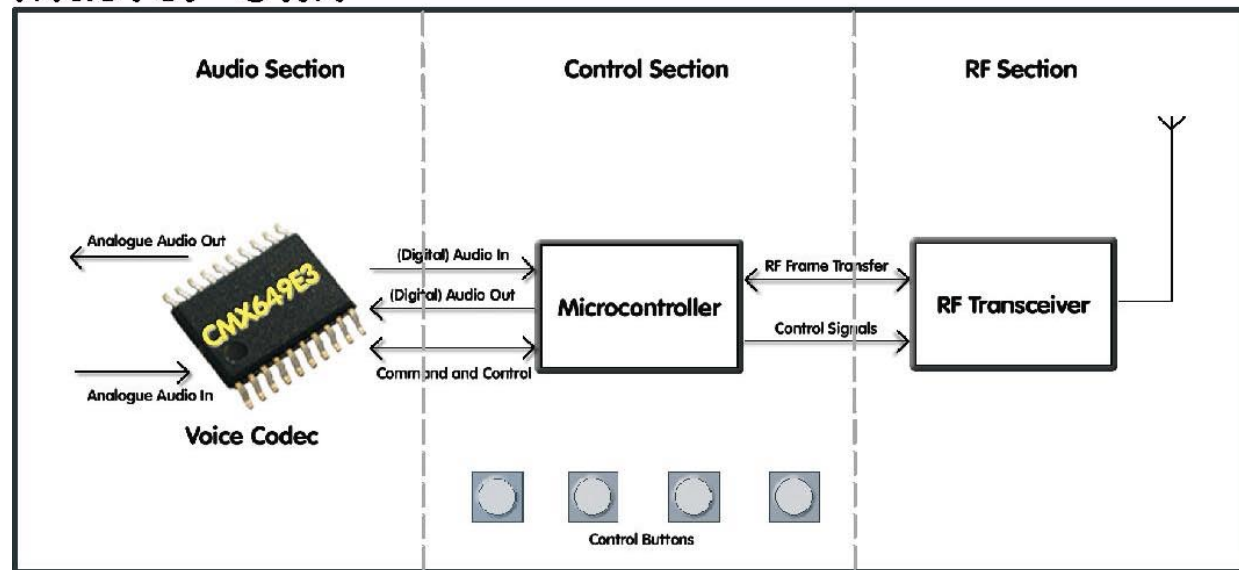 Audio Section
Control Section
RF Section
Analogue Audio Out
CMX649E3
Analogue Audio In
Voice Codec
(Digital) Audio In
(Digital) Audio Out
Command and Control
Microcontroller
RF Frame Transfer
Control Signals
RF Transceiver
Control Buttons